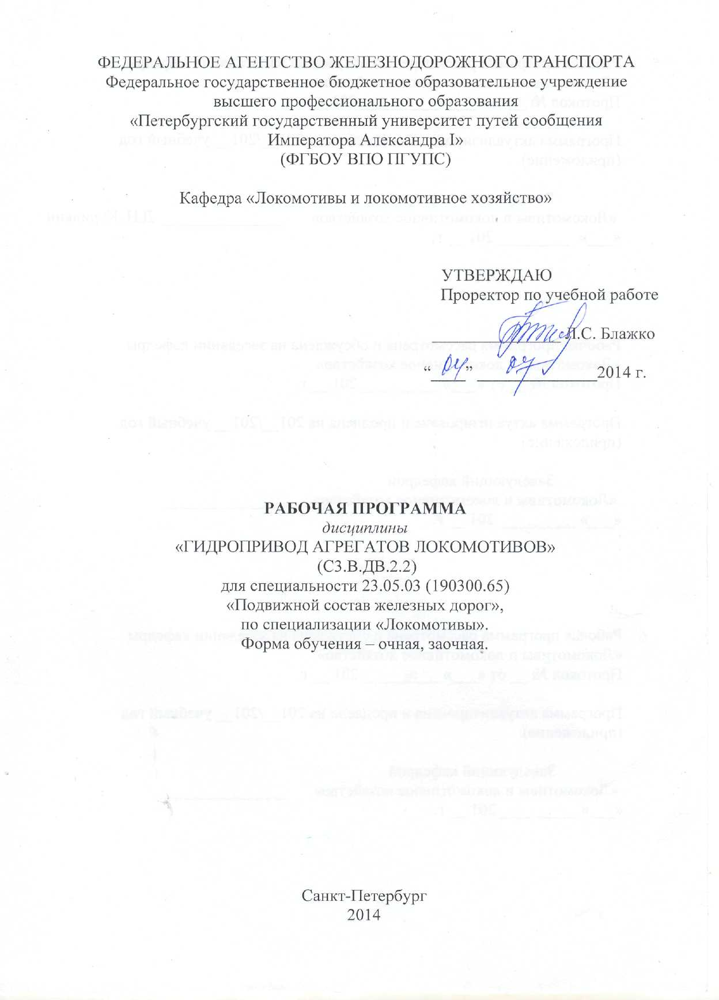 ФЕДЕРАЛЬНОЕ АГЕНТСТВО ЖЕЛЕЗНОДОРОЖНОГО ТРАНСПОРТА
Федеральное государственное бюджетное образовательное учреждение
высшего профессионального образования
«Петербургский государственный университет путей сообщения
Императора Александра I»
(ФГБОУ ВПО ПГУПС)
Кафедра «Локомотивы и локомотивное хозяйство»
УТВЕРЖДАЮ
Проректор по учебной работе
Л.С. Блажко
“04” 07 2014 г.
РАБОЧАЯ ПРОГРАММА
дисциплины
«ГИДРОПРИВОД АГРЕГАТОВ ЛОКОМОТИВОВ»
(С3.В.ДВ.2.2)
для специальности 23.05.03 (190300.65)
«Подвижной состав железных дорог»,
по специализации «Локомотивы».
Форма обучения – очная, заочная.
Санкт-Петербург
2014